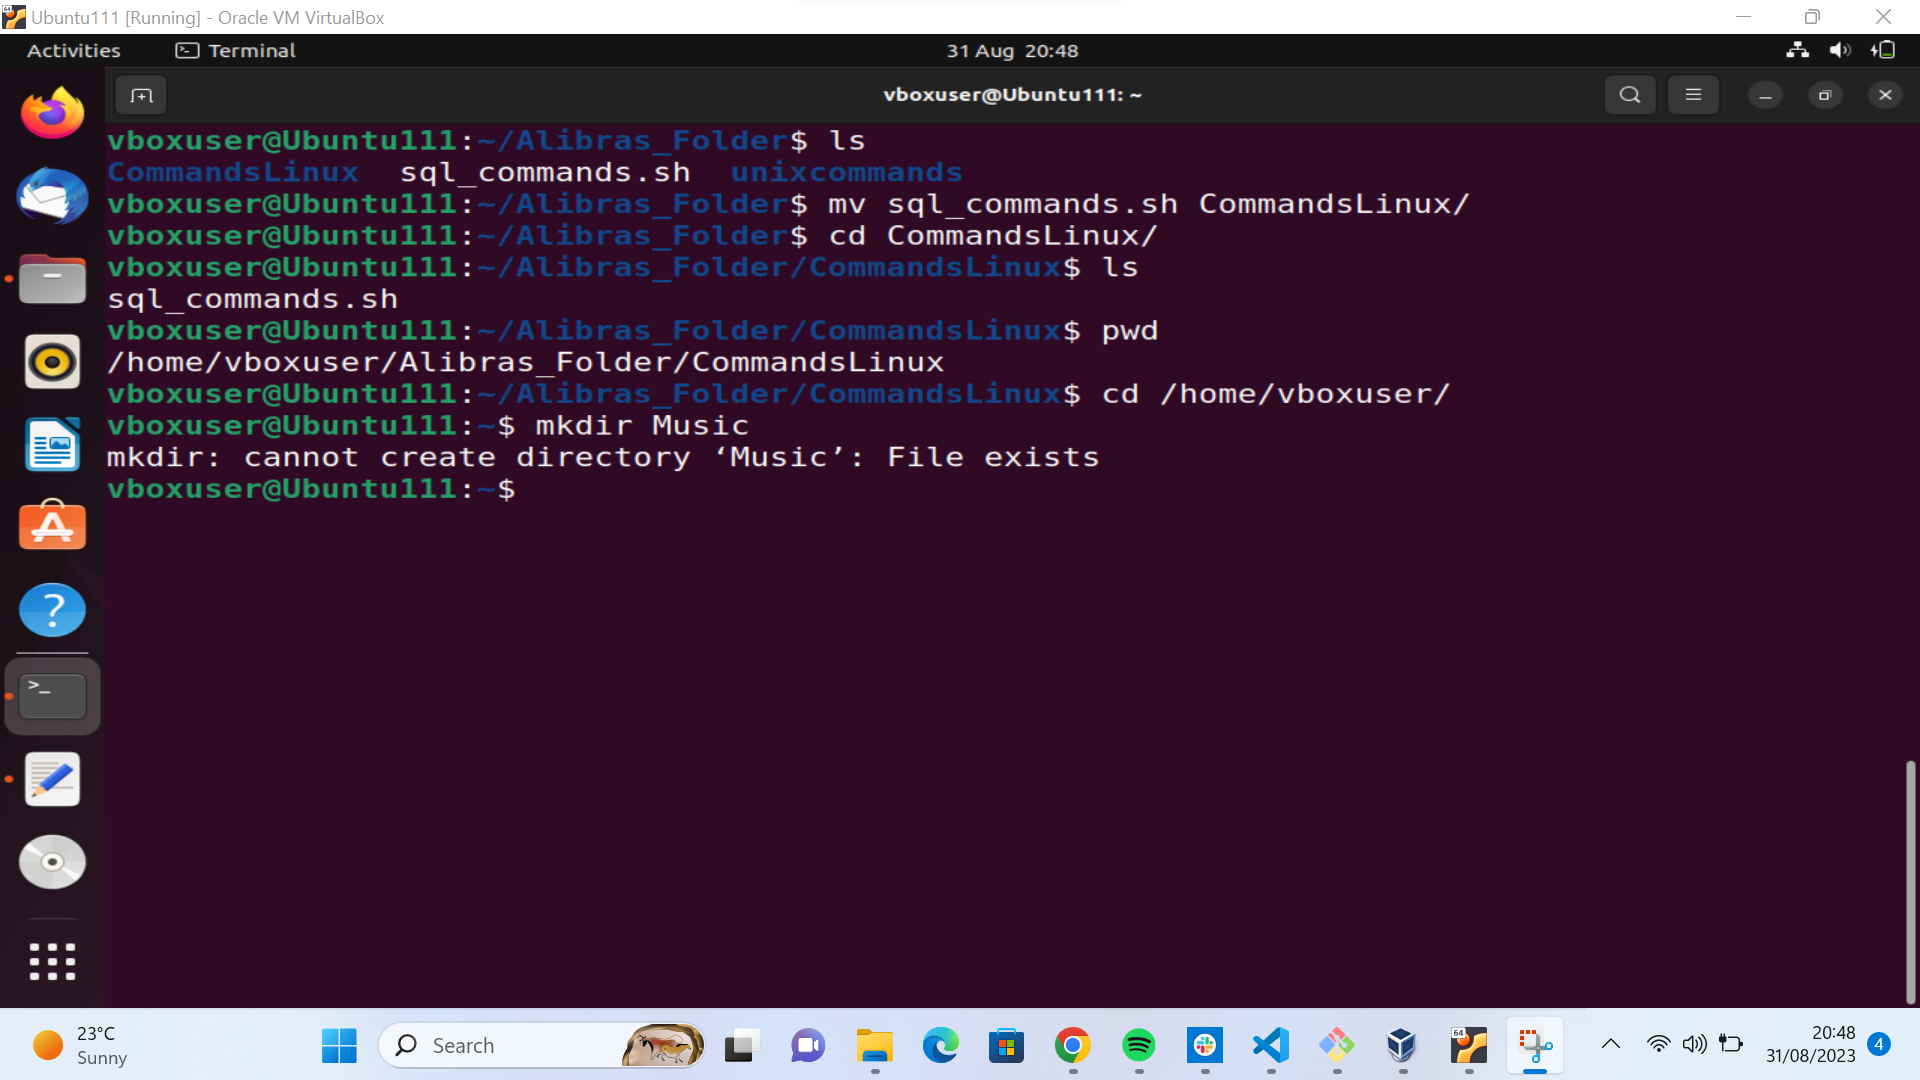 Ubuntu111 [Running] - Oracle VM VirtualBox
Activities Terminal 31 Aug 20:48
vboxuser@Ubuntu111: ~
vboxuser@Ubuntu111:~/Alibras_Folder$ ls
CommandsLinux sql_commands.sh unixcommands
vboxuser@Ubuntu111:~/Alibras_Folder$ mv sql_commands.sh CommandsLinux/
vboxuser@Ubuntu111:~/Alibras_Folder$ cd CommandsLinux/
vboxuser@Ubuntu111:~/Alibras_Folder/CommandsLinux$ ls
sql_commands.sh
vboxuser@Ubuntu111:~/Alibras_Folder/CommandsLinux$ pwd
/home/vboxuser/Alibras_Folder/CommandsLinux
vboxuser@Ubuntu111:~/Alibras_Folder/CommandsLinux$ cd /home/vboxuser/
vboxuser@Ubuntu111:~$ mkdir Music
mkdir: cannot create directory ‘Music’: File exists
vboxuser@Ubuntu111:~$
23°C
Sunny
Search
64
20:48
31/08/2023
4